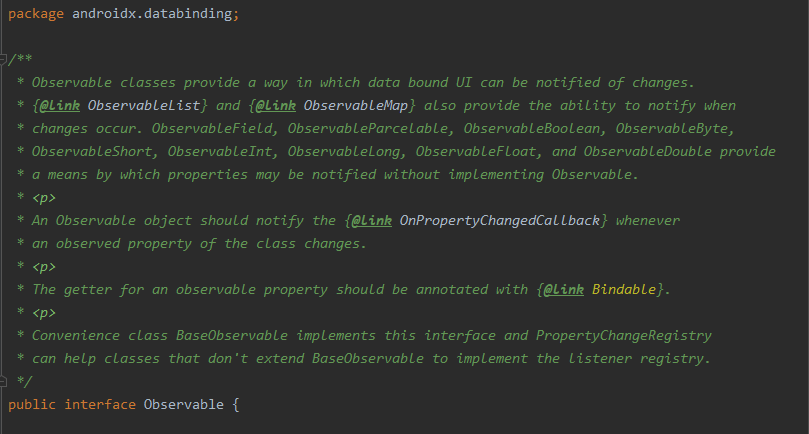 package androidx.databinding;
/**
* Observable classes provide a way in which data bound UI can be notified of changes.
* {@link ObservableList} and {@link ObservableMap} also provide the ability to notify when
* changes occur. ObservableField, ObservableParcelable, ObservableBoolean, ObservableByte,
* ObservableShort, ObservableInt, ObservableLong, ObservableFloat, and ObservableDouble provide
* a means by which properties may be notified without implementing Observable.
* <p>
* An Observable object should notify the {@link OnPropertyChangedCallback} whenever
* an observed property of the class changes.
* <p>
* The getter for an observable property should be annotated with {@link Bindable}.
* <p>
* Convenience class BaseObservable implements this interface and PropertyChangeRegistry
* can help classes that don't extend BaseObservable to implement the listener registry.
*/
public interface Observable {